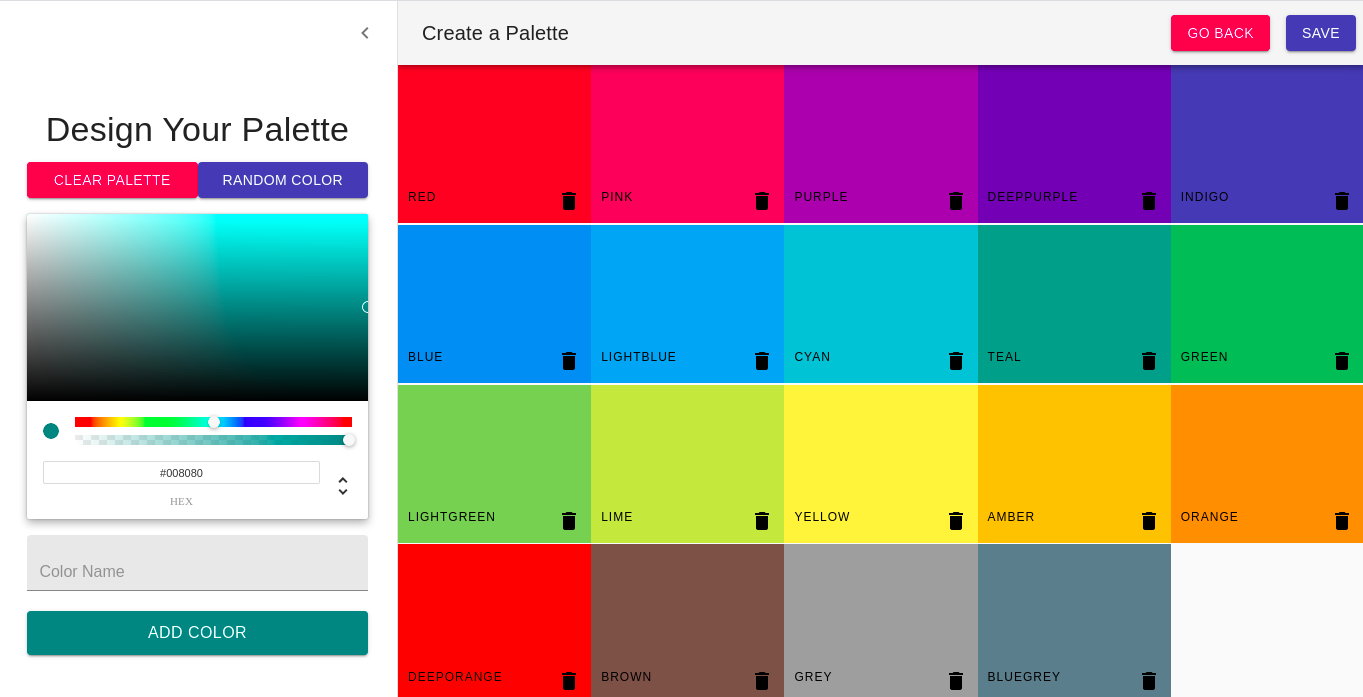 Create a Palette
GO BACK
SAVE
Design Your Palette
CLEAR PALETTE
RANDOM COLOR
#008080
HEX
Color Name
ADD COLOR
RED
PINK
PURPLE
DEEPPURPLE
INDIGO
BLUE
LIGHTBLUE
CYAN
TEAL
GREEN
LIGHTGREEN
LIME
YELLOW
AMBER
ORANGE
DEEPORANGE
BROWN
GREY
BLUEGREY